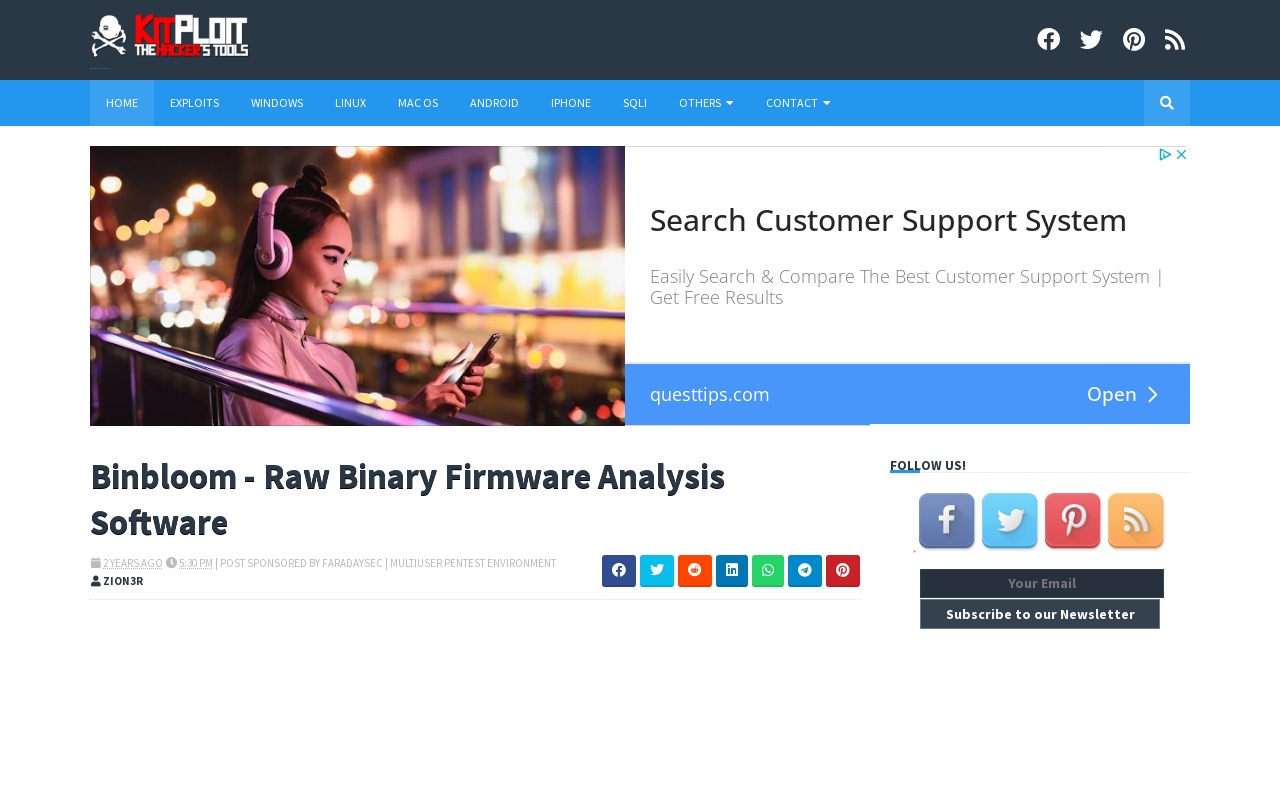 KITPLOIT
THE HACKER'S TOOLS
HOME
EXPLOITS
WINDOWS
LINUX
MAC OS
ANDROID
IPHONE
SQLI
OTHERS
CONTACT
Search Customer Support System
Easily Search & Compare The Best Customer Support System |
Get Free Results
questtips.com
Open
Binbloom - Raw Binary Firmware Analysis
Software
2 YEARS AGO 5:30 PM | POST SPONSORED BY FARADAYSEC | MULTIUSER PENTEST ENVIRONMENT
ZION3R
FOLLOW US!
Your Email
Subscribe to our Newsletter